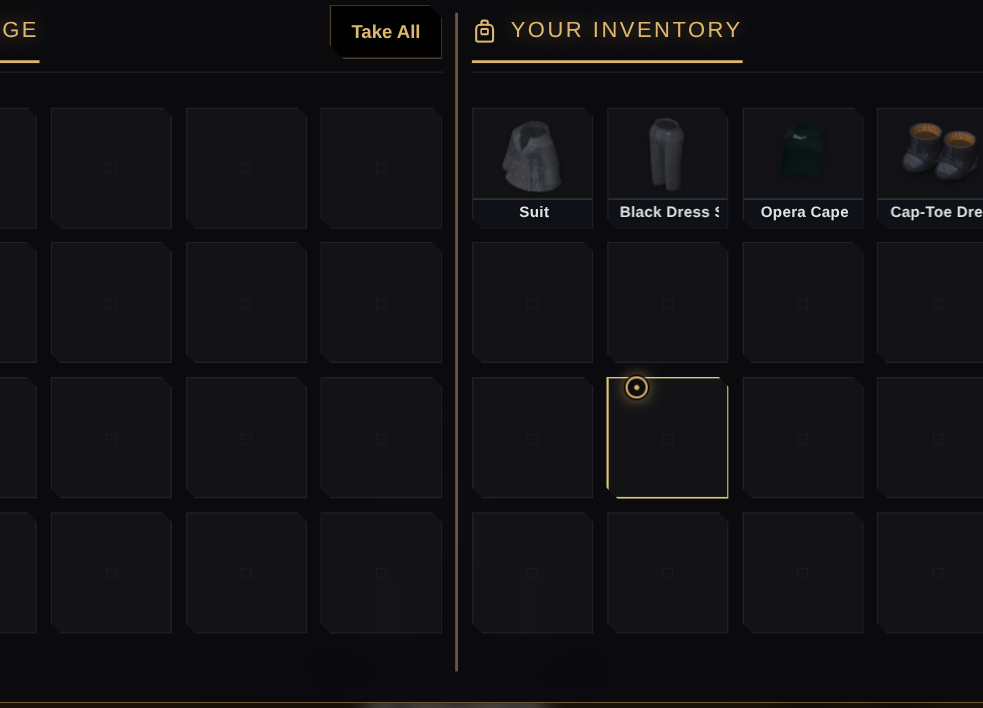 GE
Take All
YOUR INVENTORY
Suit
Black Dress
Opera Cape
Cap-Toe Dre